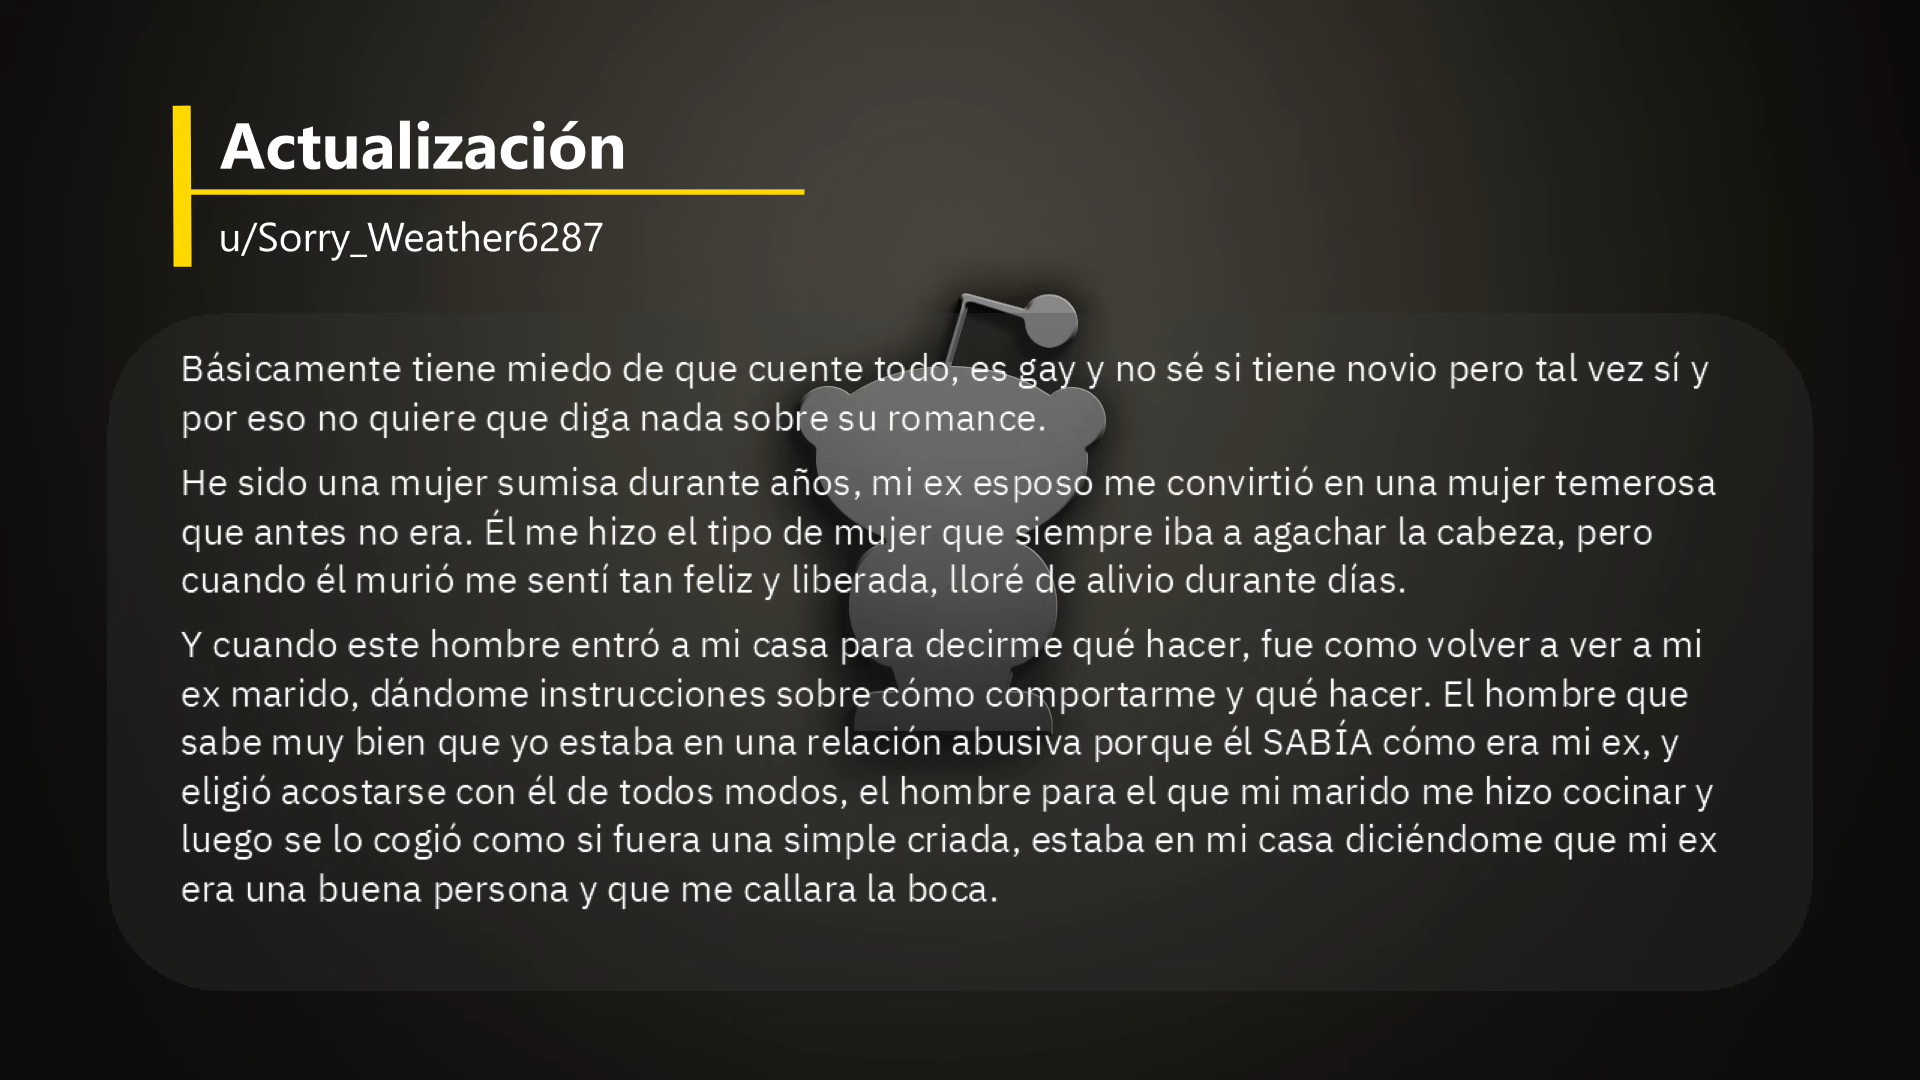 Actualización
u/Sorry_Weather6287
Básicamente tiene miedo de que cuente todo, es gay y no sé si tiene novio pero tal vez sí y
por eso no quiere que diga nada sobre su romance.
He sido una mujer sumisa durante años, mi ex esposo me convirtió en una mujer temerosa
que antes no era. Él me hizo el tipo de mujer que siempre iba a agachar la cabeza, pero
cuando él murió me sentí tan feliz y liberada, lloré de alivio durante días.
Y cuando este hombre entró a mi casa para decirme qué hacer, fue como volver a ver a mi
ex marido, dándome instrucciones sobre cómo comportarme y qué hacer. El hombre que
sabe muy bien que yo estaba en una relación abusiva porque él SABÍA cómo era mi ex, y
eligió acostarse con él de todos modos, el hombre para el que mi marido me hizo cocinar y
luego se lo cogió como si fuera una simple criada, estaba en mi casa diciéndome que mi ex
era una buena persona y que me callara la boca.